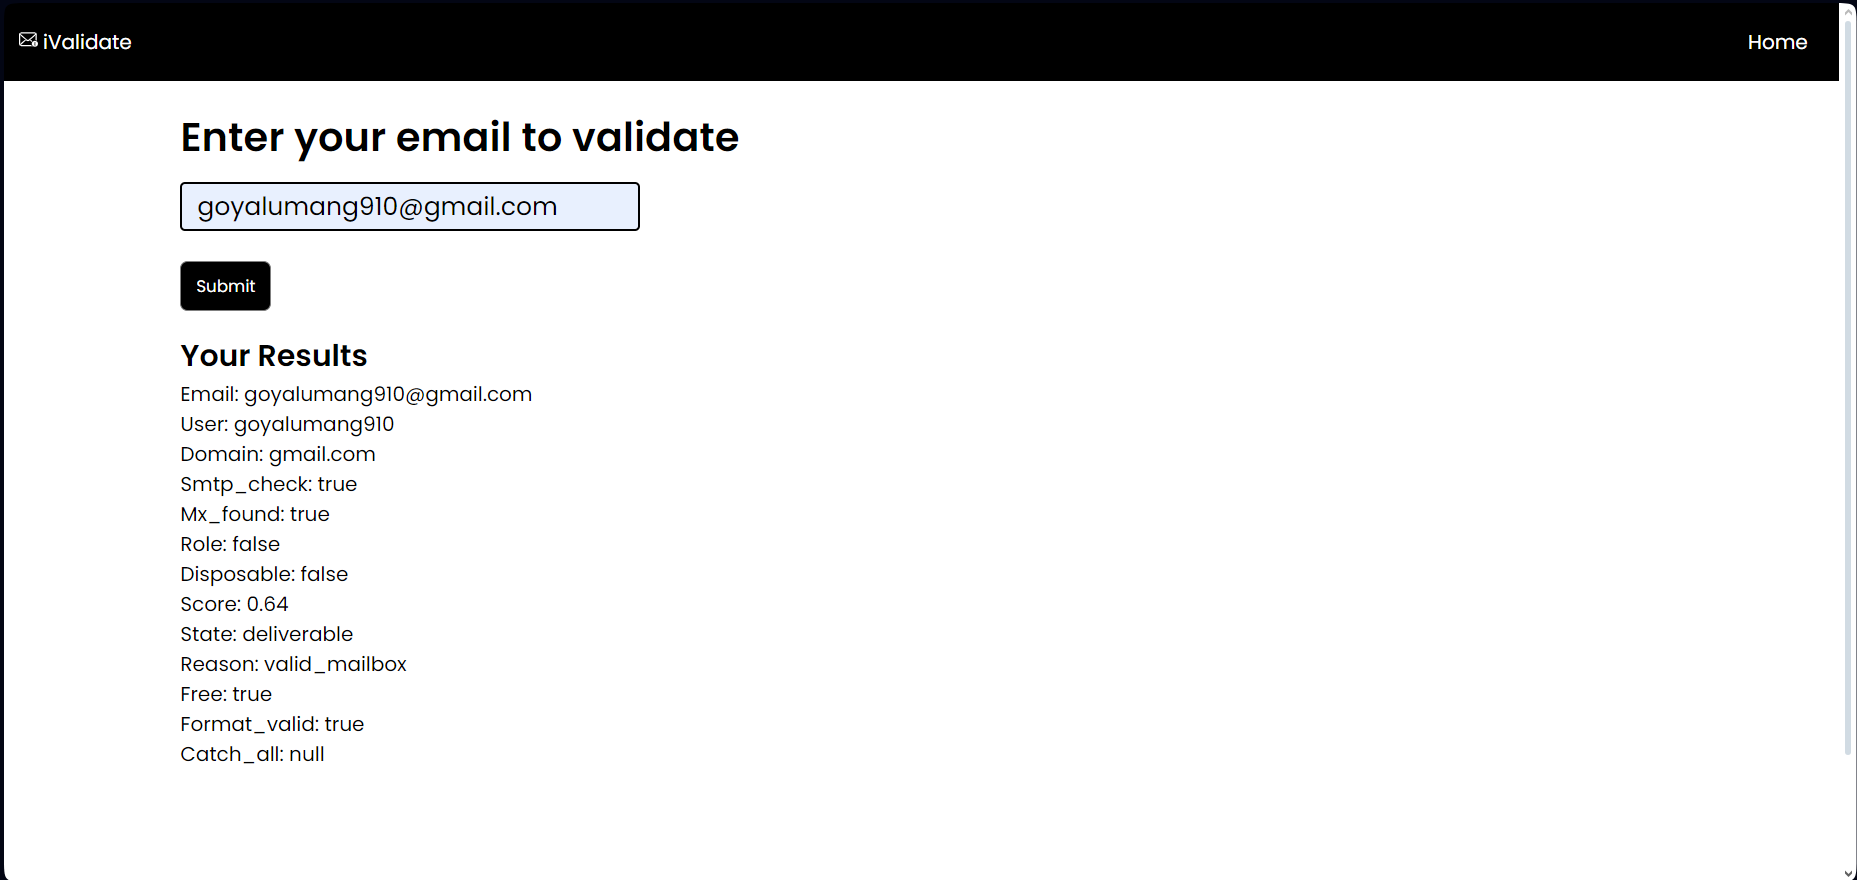 iValidate
Home
Enter your email to validate
goyalumang910@gmail.com
Submit
Your Results
Email: goyalumang910@gmail.com
User: goyalumang910
Domain: gmail.com
Smtp_check: true
Mx_found: true
Role: false
Disposable: false
Score: 0.64
State: deliverable
Reason: valid_mailbox
Free: true
Format_valid: true
Catch_all: null